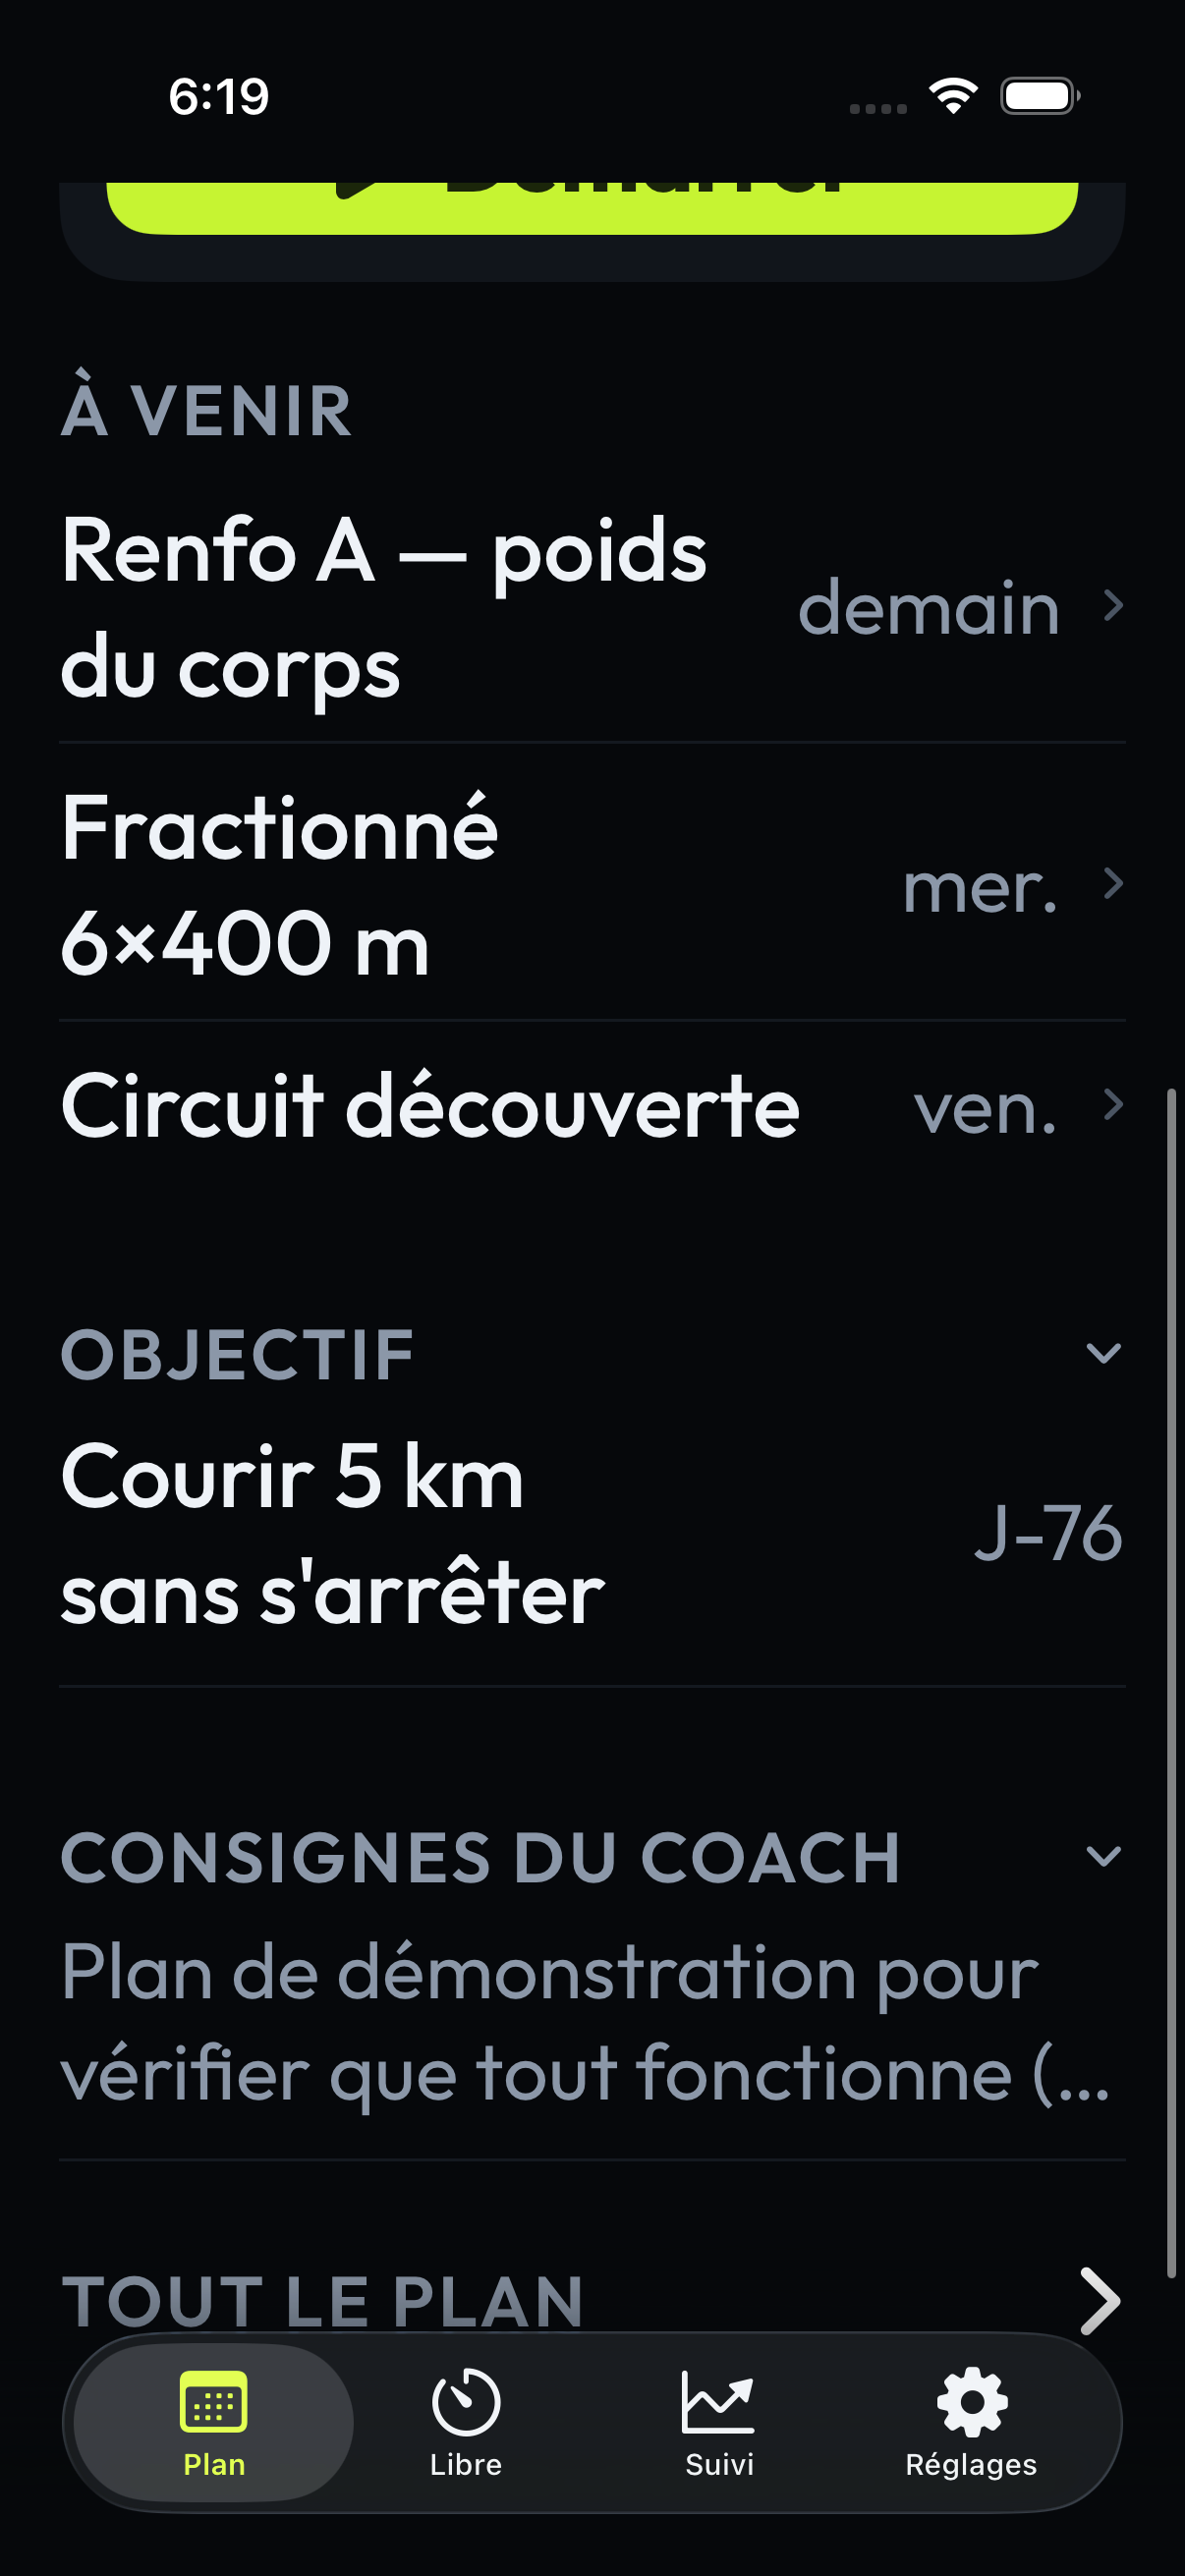 6:19
Démarrer
À VENIR
Renfo A — poids
du corps
demain
Fractionné
6×400 m
mer.
Circuit découverte
ven.
OBJECTIF
Courir 5 km
sans s'arrêter
J-76
CONSIGNES DU COACH
Plan de démonstration pour
vérifier que tout fonctionne (…
TOUT LE PLAN
Plan
Libre
Suivi
Réglages